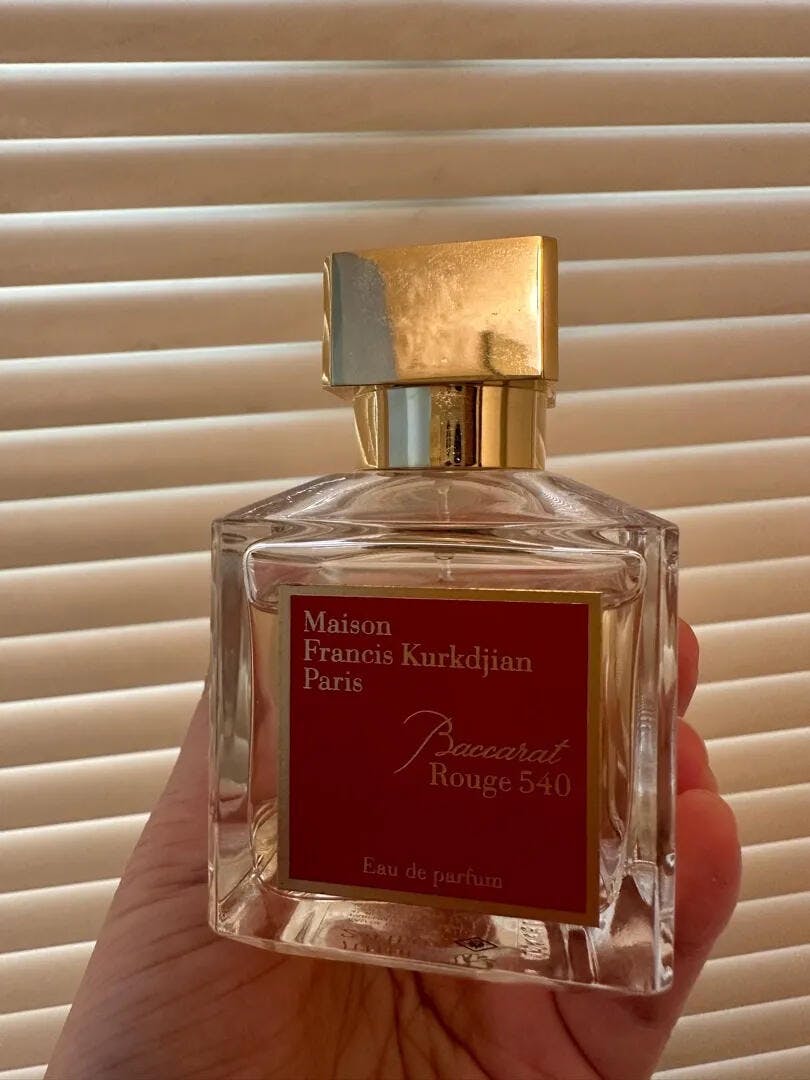 Maison
Francis Kurkdjian
Paris
Baccarat
Rouge 540
Eau de parfum